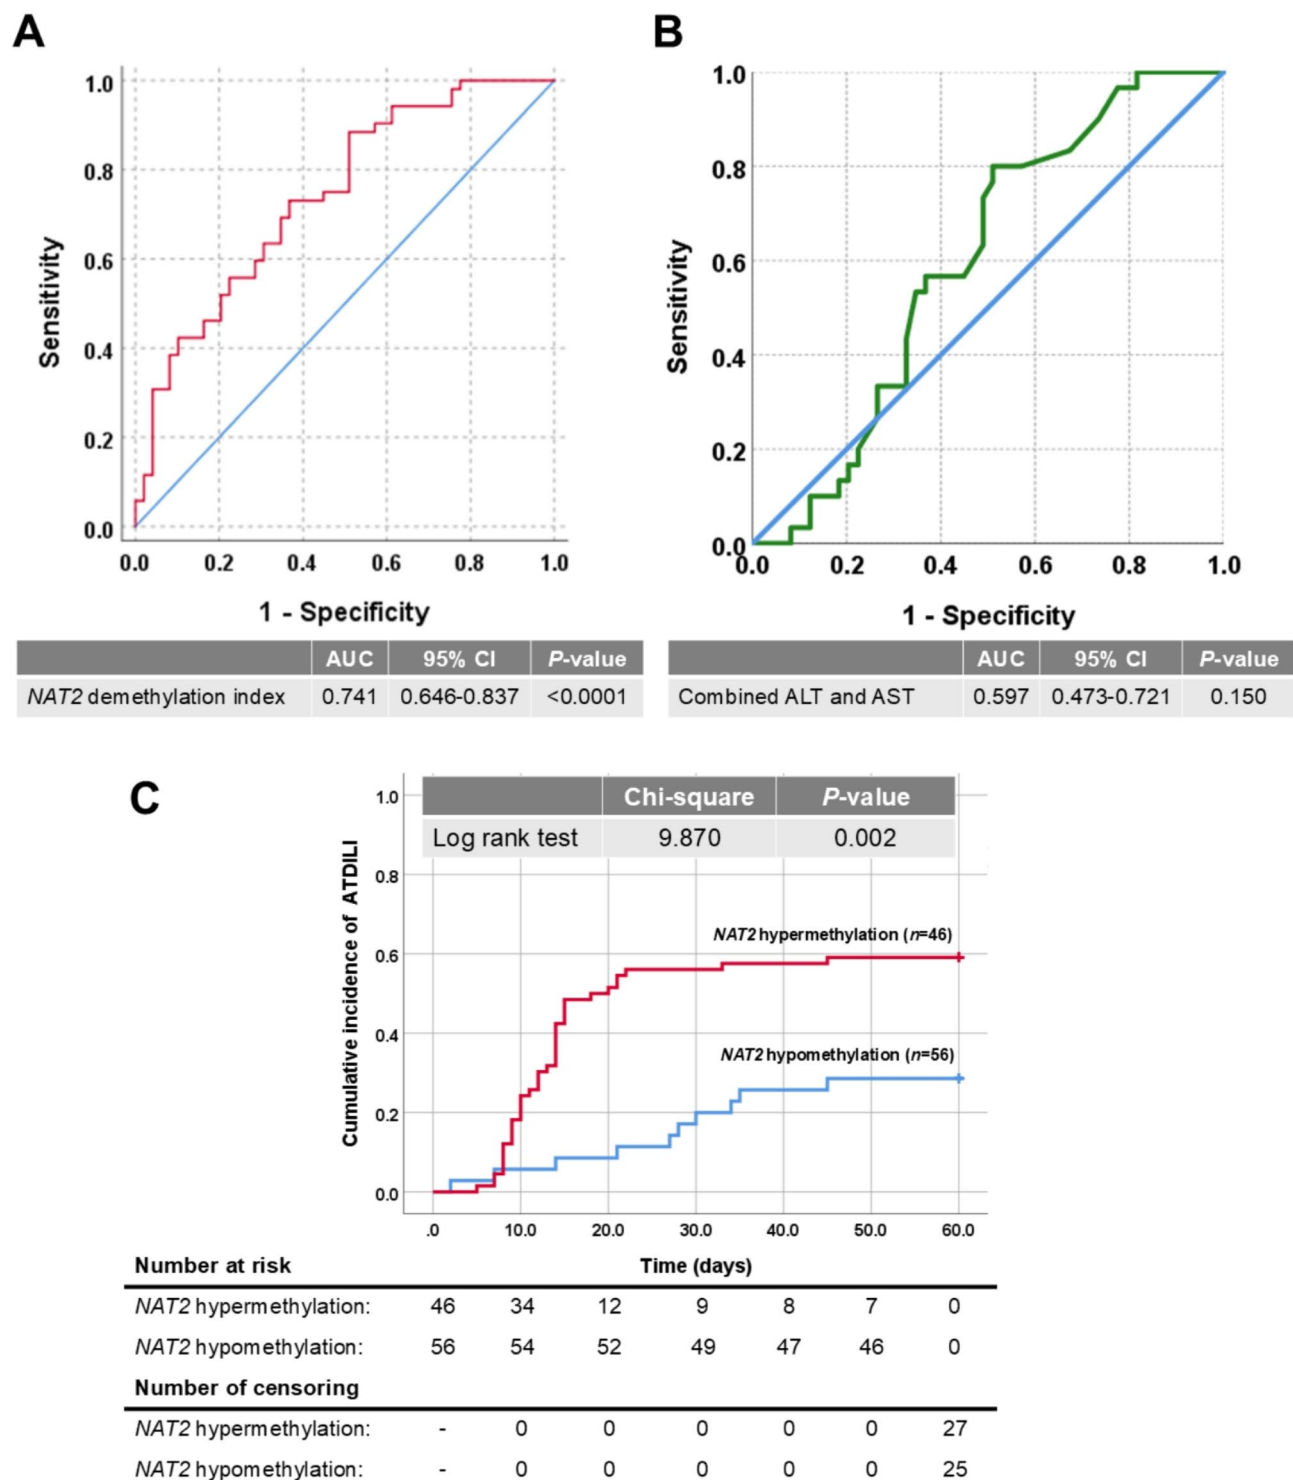 A
B
Sensitivity
1.0
0.8
0.6
0.4
0.2
0.0
0.0 0.2 0.4 0.6 0.8 1.0
1 - Specificity
AUC 95% CI P-value
NAT2 demethylation index 0.741 0.646-0.837 <0.0001
Sensitivity
1.0
0.8
0.6
0.4
0.2
0.0
0.0 0.2 0.4 0.6 0.8 1.0
1 - Specificity
AUC 95% CI P-value
Combined ALT and AST 0.597 0.473-0.721 0.150
C
Chi-square P-value
Log rank test 9.870 0.002
Cumulative incidence of ATDILI
1.0
0.8
0.6
0.4
0.2
0.0
NAT2 hypermethylation (n=46)
NAT2 hypomethylation (n=56)
.0 10.0 20.0 30.0 40.0 50.0 60.0
Number at risk Time (days)
NAT2 hypermethylation: 46 34 12 9 8 7 0
NAT2 hypomethylation: 56 54 52 49 47 46 0
Number of censoring
NAT2 hypermethylation: - 0 0 0 0 0 27
NAT2 hypomethylation: - 0 0 0 0 0 25